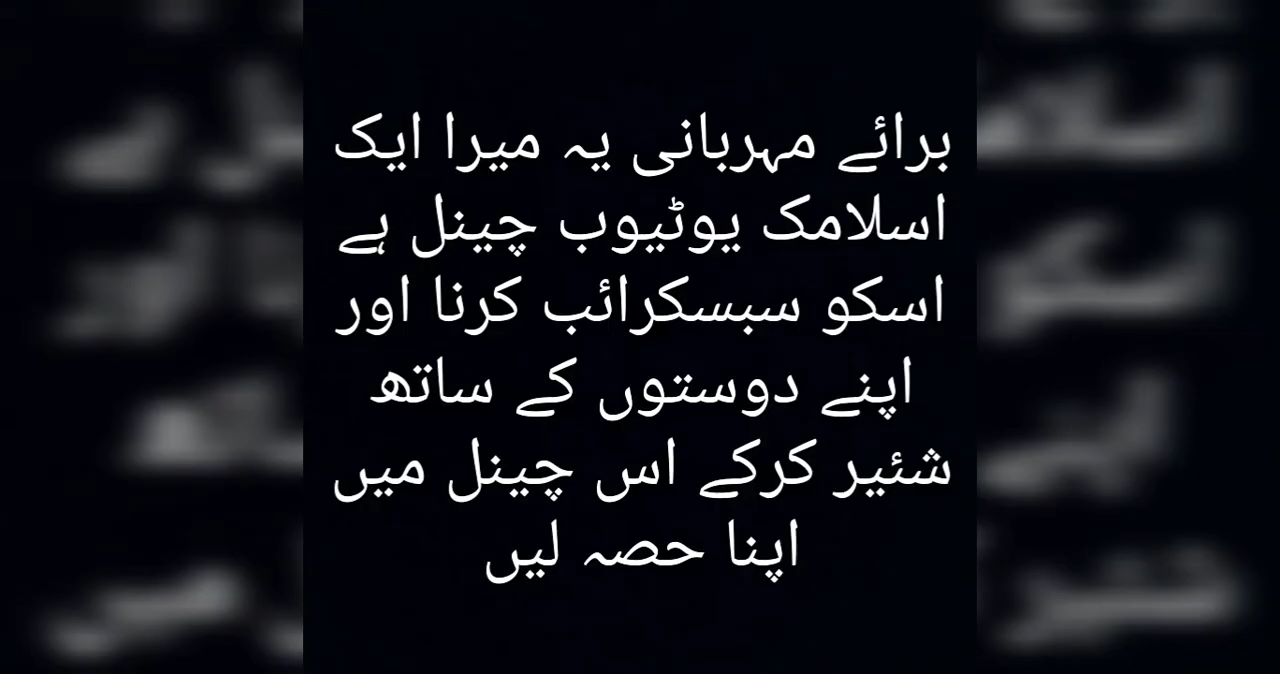 برائے مہربانی یہ میرا ایک
اسلامک یوٹیوب چینل ہے
اسکو سبسکرائب کرنا اور
اپنے دوستوں کے ساتھ
شئیر کرکے اس چینل میں
اپنا حصہ لیں